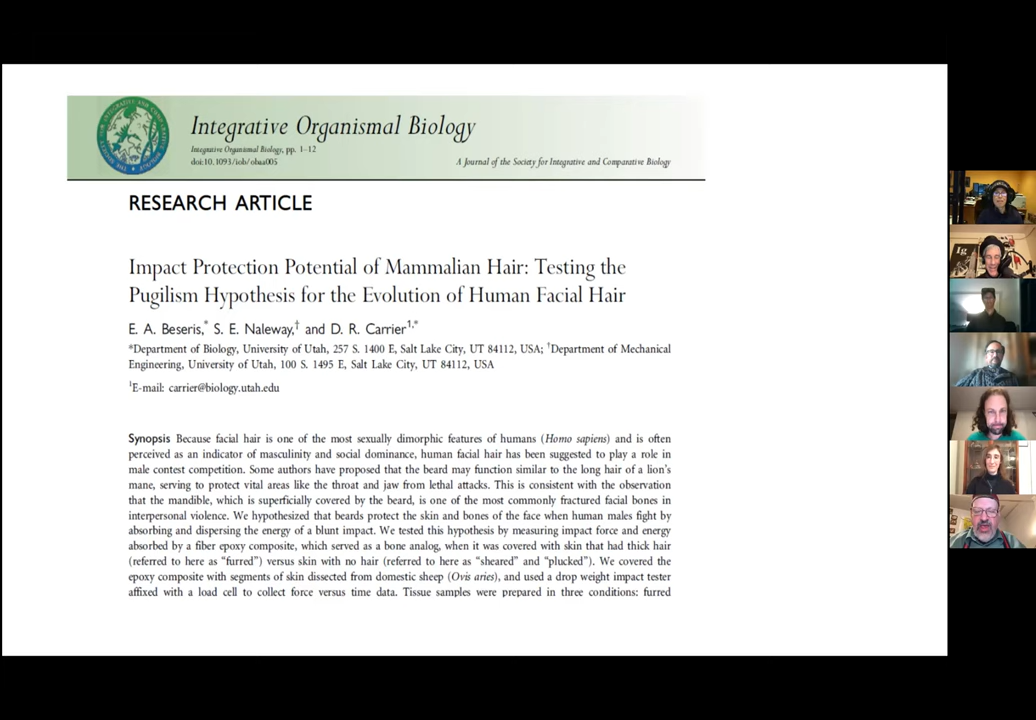 Integrative Organismal Biology
Integrative Organismal Biology, pp. 1–12
doi:10.1093/iob/obaa005
A Journal of the Society for Integrative and Comparative Biology
RESEARCH ARTICLE
Impact Protection Potential of Mammalian Hair: Testing the
Pugilism Hypothesis for the Evolution of Human Facial Hair
E. A. Beseris,* S. E. Naleway,† and D. R. Carrier1,*
*Department of Biology, University of Utah, 257 S. 1400 E, Salt Lake City, UT 84112, USA; †Department of Mechanical
Engineering, University of Utah, 100 S. 1495 E, Salt Lake City, UT 84112, USA
1E-mail: carrier@biology.utah.edu
Synopsis Because facial hair is one of the most sexually dimorphic features of humans (Homo sapiens) and is often
perceived as an indicator of masculinity and social dominance, human facial hair has been suggested to play a role in
male contest competition. Some authors have proposed that the beard may function similar to the long hair of a lion's
mane, serving to protect vital areas like the throat and jaw from lethal attacks. This is consistent with the observation
that the mandible, which is superficially covered by the beard, is one of the most commonly fractured facial bones in
interpersonal violence. We hypothesized that beards protect the skin and bones of the face when human males fight by
absorbing and dispersing the energy of a blunt impact. We tested this hypothesis by measuring impact force and energy
absorbed by a fiber epoxy composite, which served as a bone analog, when it was covered with skin that had thick hair
(referred to here as "furred") versus skin with no hair (referred to here as "sheared" and "plucked"). We covered the
epoxy composite with segments of skin dissected from domestic sheep (Ovis aries), and used a drop weight impact tester
affixed with a load cell to collect force versus time data. Tissue samples were prepared in three conditions: furred
Ig